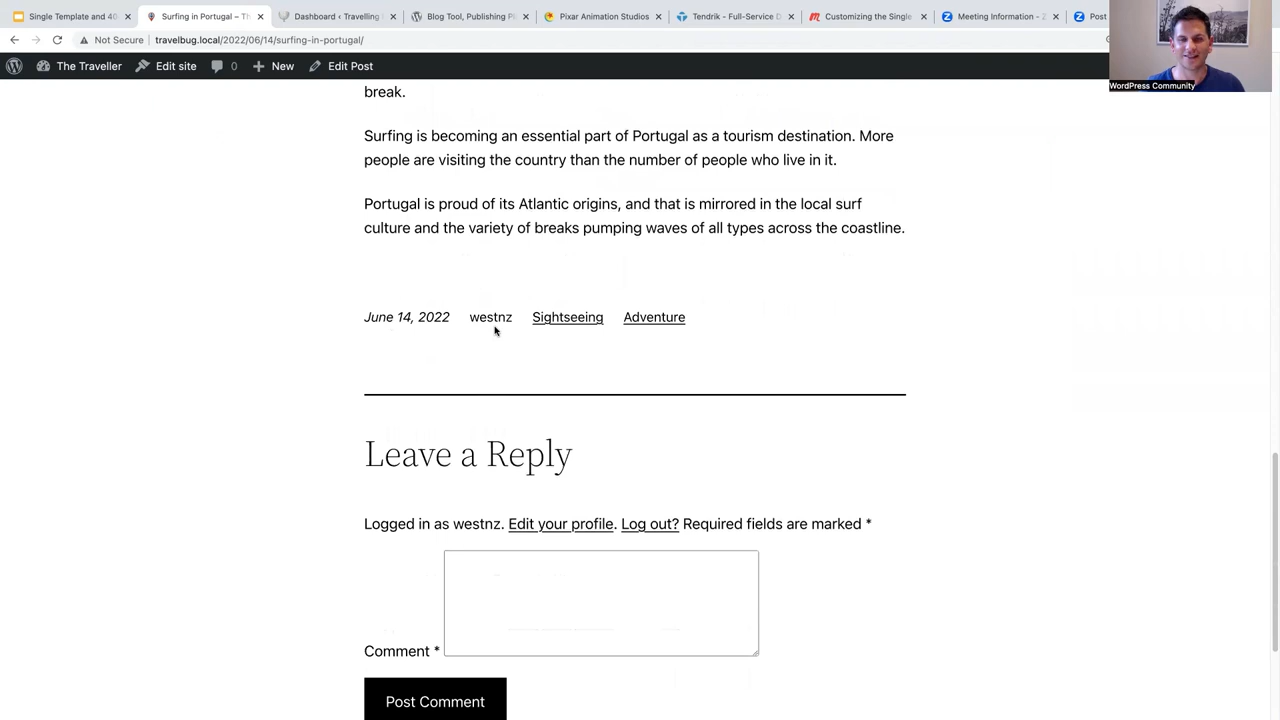 Single Template and 40
Surfing in Portugal – Th
Dashboard ‹ Travelling
Blog Tool, Publishing Pl
Pixar Animation Studios
Tendrik - Full-Service D
Customizing the Single
Meeting Information - Z
Post
Not Secure
travelbug.local/2022/06/14/surfing-in-portugal/
The Traveller
Edit site
0
New
Edit Post
WordPress Community
break.
Surfing is becoming an essential part of Portugal as a tourism destination. More
people are visiting the country than the number of people who live in it.
Portugal is proud of its Atlantic origins, and that is mirrored in the local surf
culture and the variety of breaks pumping waves of all types across the coastline.
June 14, 2022 westnz Sightseeing Adventure
Leave a Reply
Logged in as westnz. Edit your profile. Log out? Required fields are marked *
Comment *
Post Comment